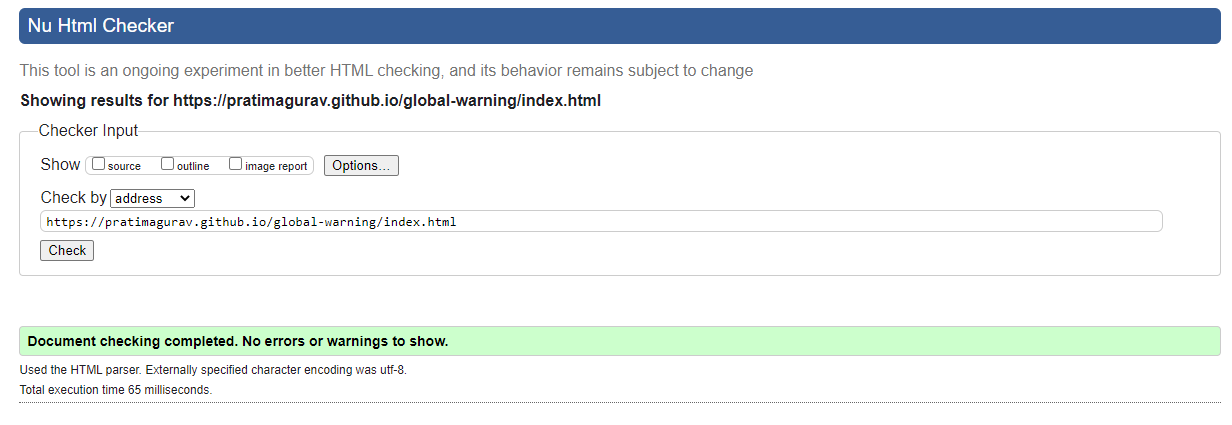 Nu Html Checker
This tool is an ongoing experiment in better HTML checking, and its behavior remains subject to change
Showing results for https://pratimagurav.github.io/global-warning/index.html
Checker Input
Show source outline image report Options...
Check by address
https://pratimagurav.github.io/global-warning/index.html
Check
Document checking completed. No errors or warnings to show.
Used the HTML parser. Externally specified character encoding was utf-8.
Total execution time 65 milliseconds.